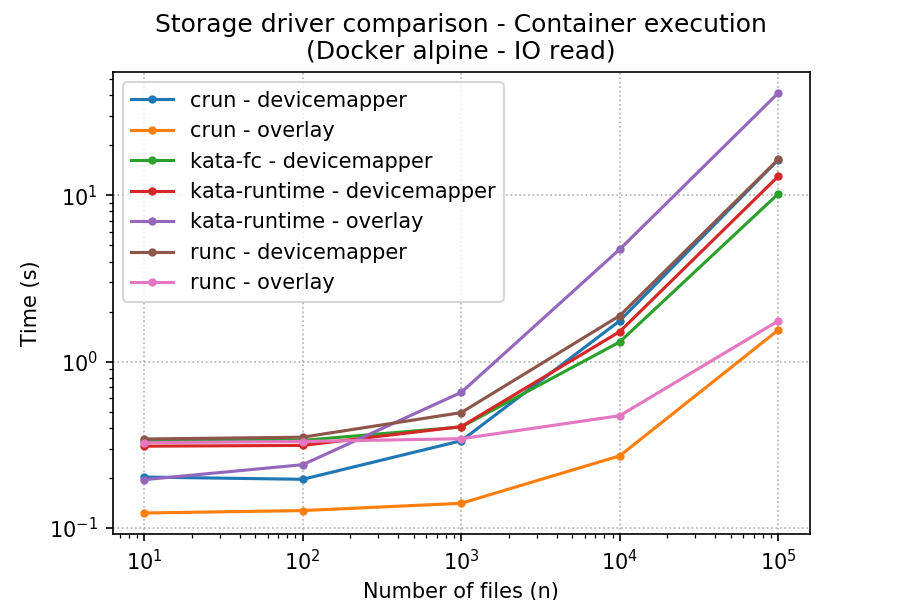 Storage driver comparison - Container execution
(Docker alpine - IO read)
crun - devicemapper
crun - overlay
kata-fc - devicemapper
kata-runtime - devicemapper
kata-runtime - overlay
runc - devicemapper
runc - overlay
Time (s)
10¹
10⁰
10⁻¹
10¹ 10² 10³ 10⁴ 10⁵
Number of files (n)